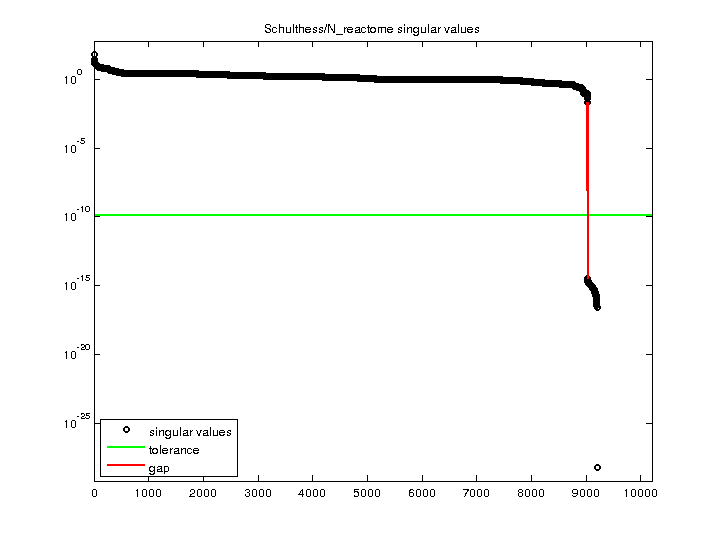 Schulthess/N_reactome singular values
10^0
10^-5
10^-10
10^-15
10^-20
10^-25
singular values
tolerance
gap
0 1000 2000 3000 4000 5000 6000 7000 8000 9000 10000